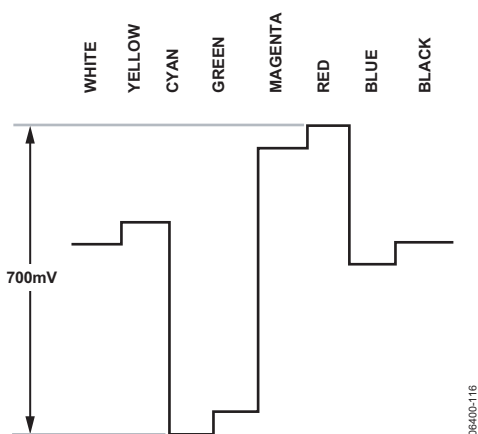 WHITE
YELLOW
CYAN
GREEN
MAGENTA
RED
BLUE
BLACK
700mV
06400-116